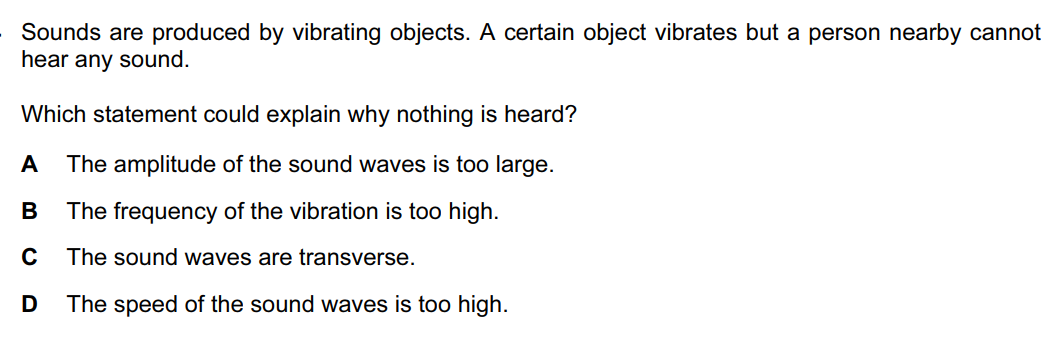 Sounds are produced by vibrating objects. A certain object vibrates but a person nearby cannot
hear any sound.
Which statement could explain why nothing is heard?
A The amplitude of the sound waves is too large.
B The frequency of the vibration is too high.
C The sound waves are transverse.
D The speed of the sound waves is too high.